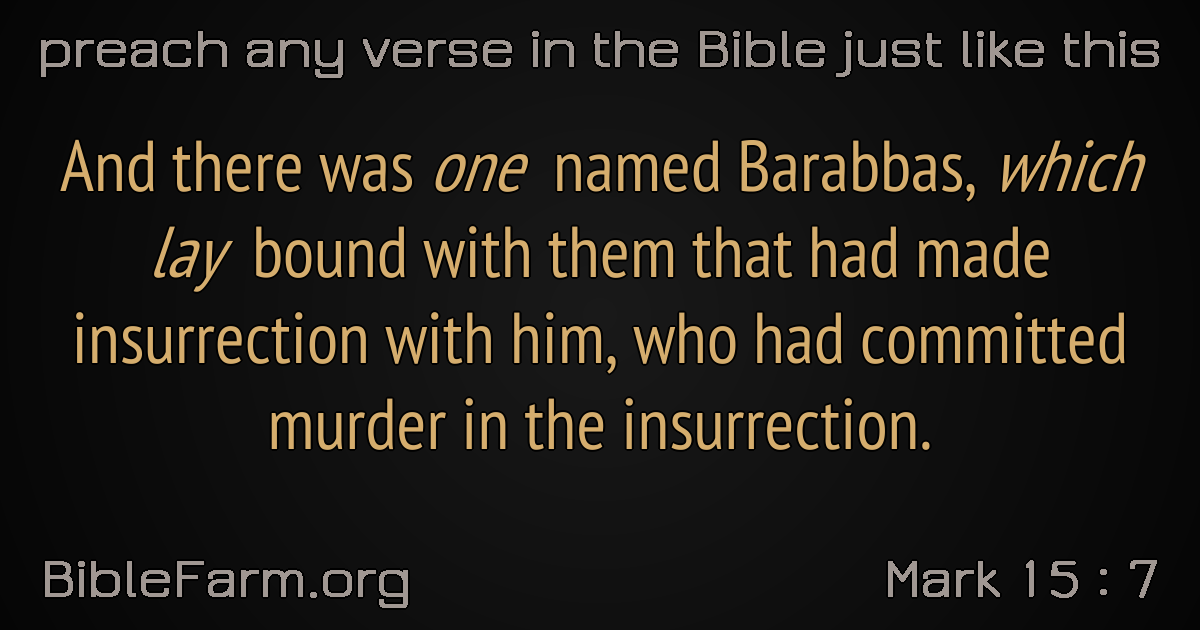 preach any verse in the Bible just like this
And there was one named Barabbas, which
lay bound with them that had made
insurrection with him, who had committed
murder in the insurrection.
BibleFarm.org
Mark 15 : 7